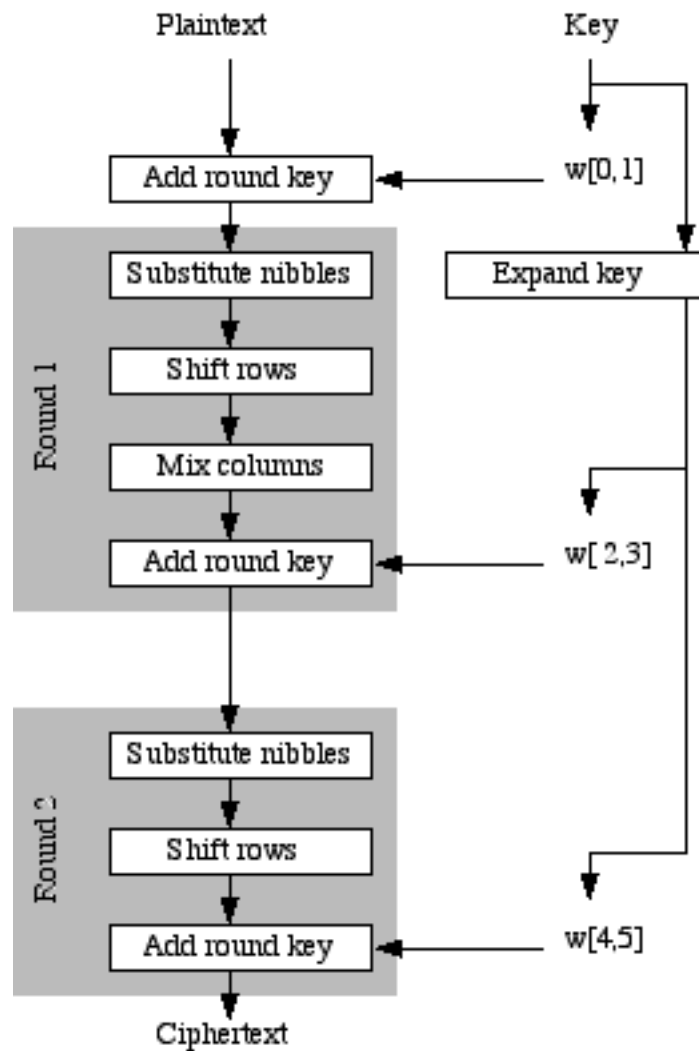 Plaintext
Key
Add round key
w[0,1]
Round 1
Substitute nibbles
Expand key
Shift rows
Mix columns
Add round key
w[ 2,3]
Round 2
Substitute nibbles
Shift rows
Add round key
w[4,5]
Ciphertext